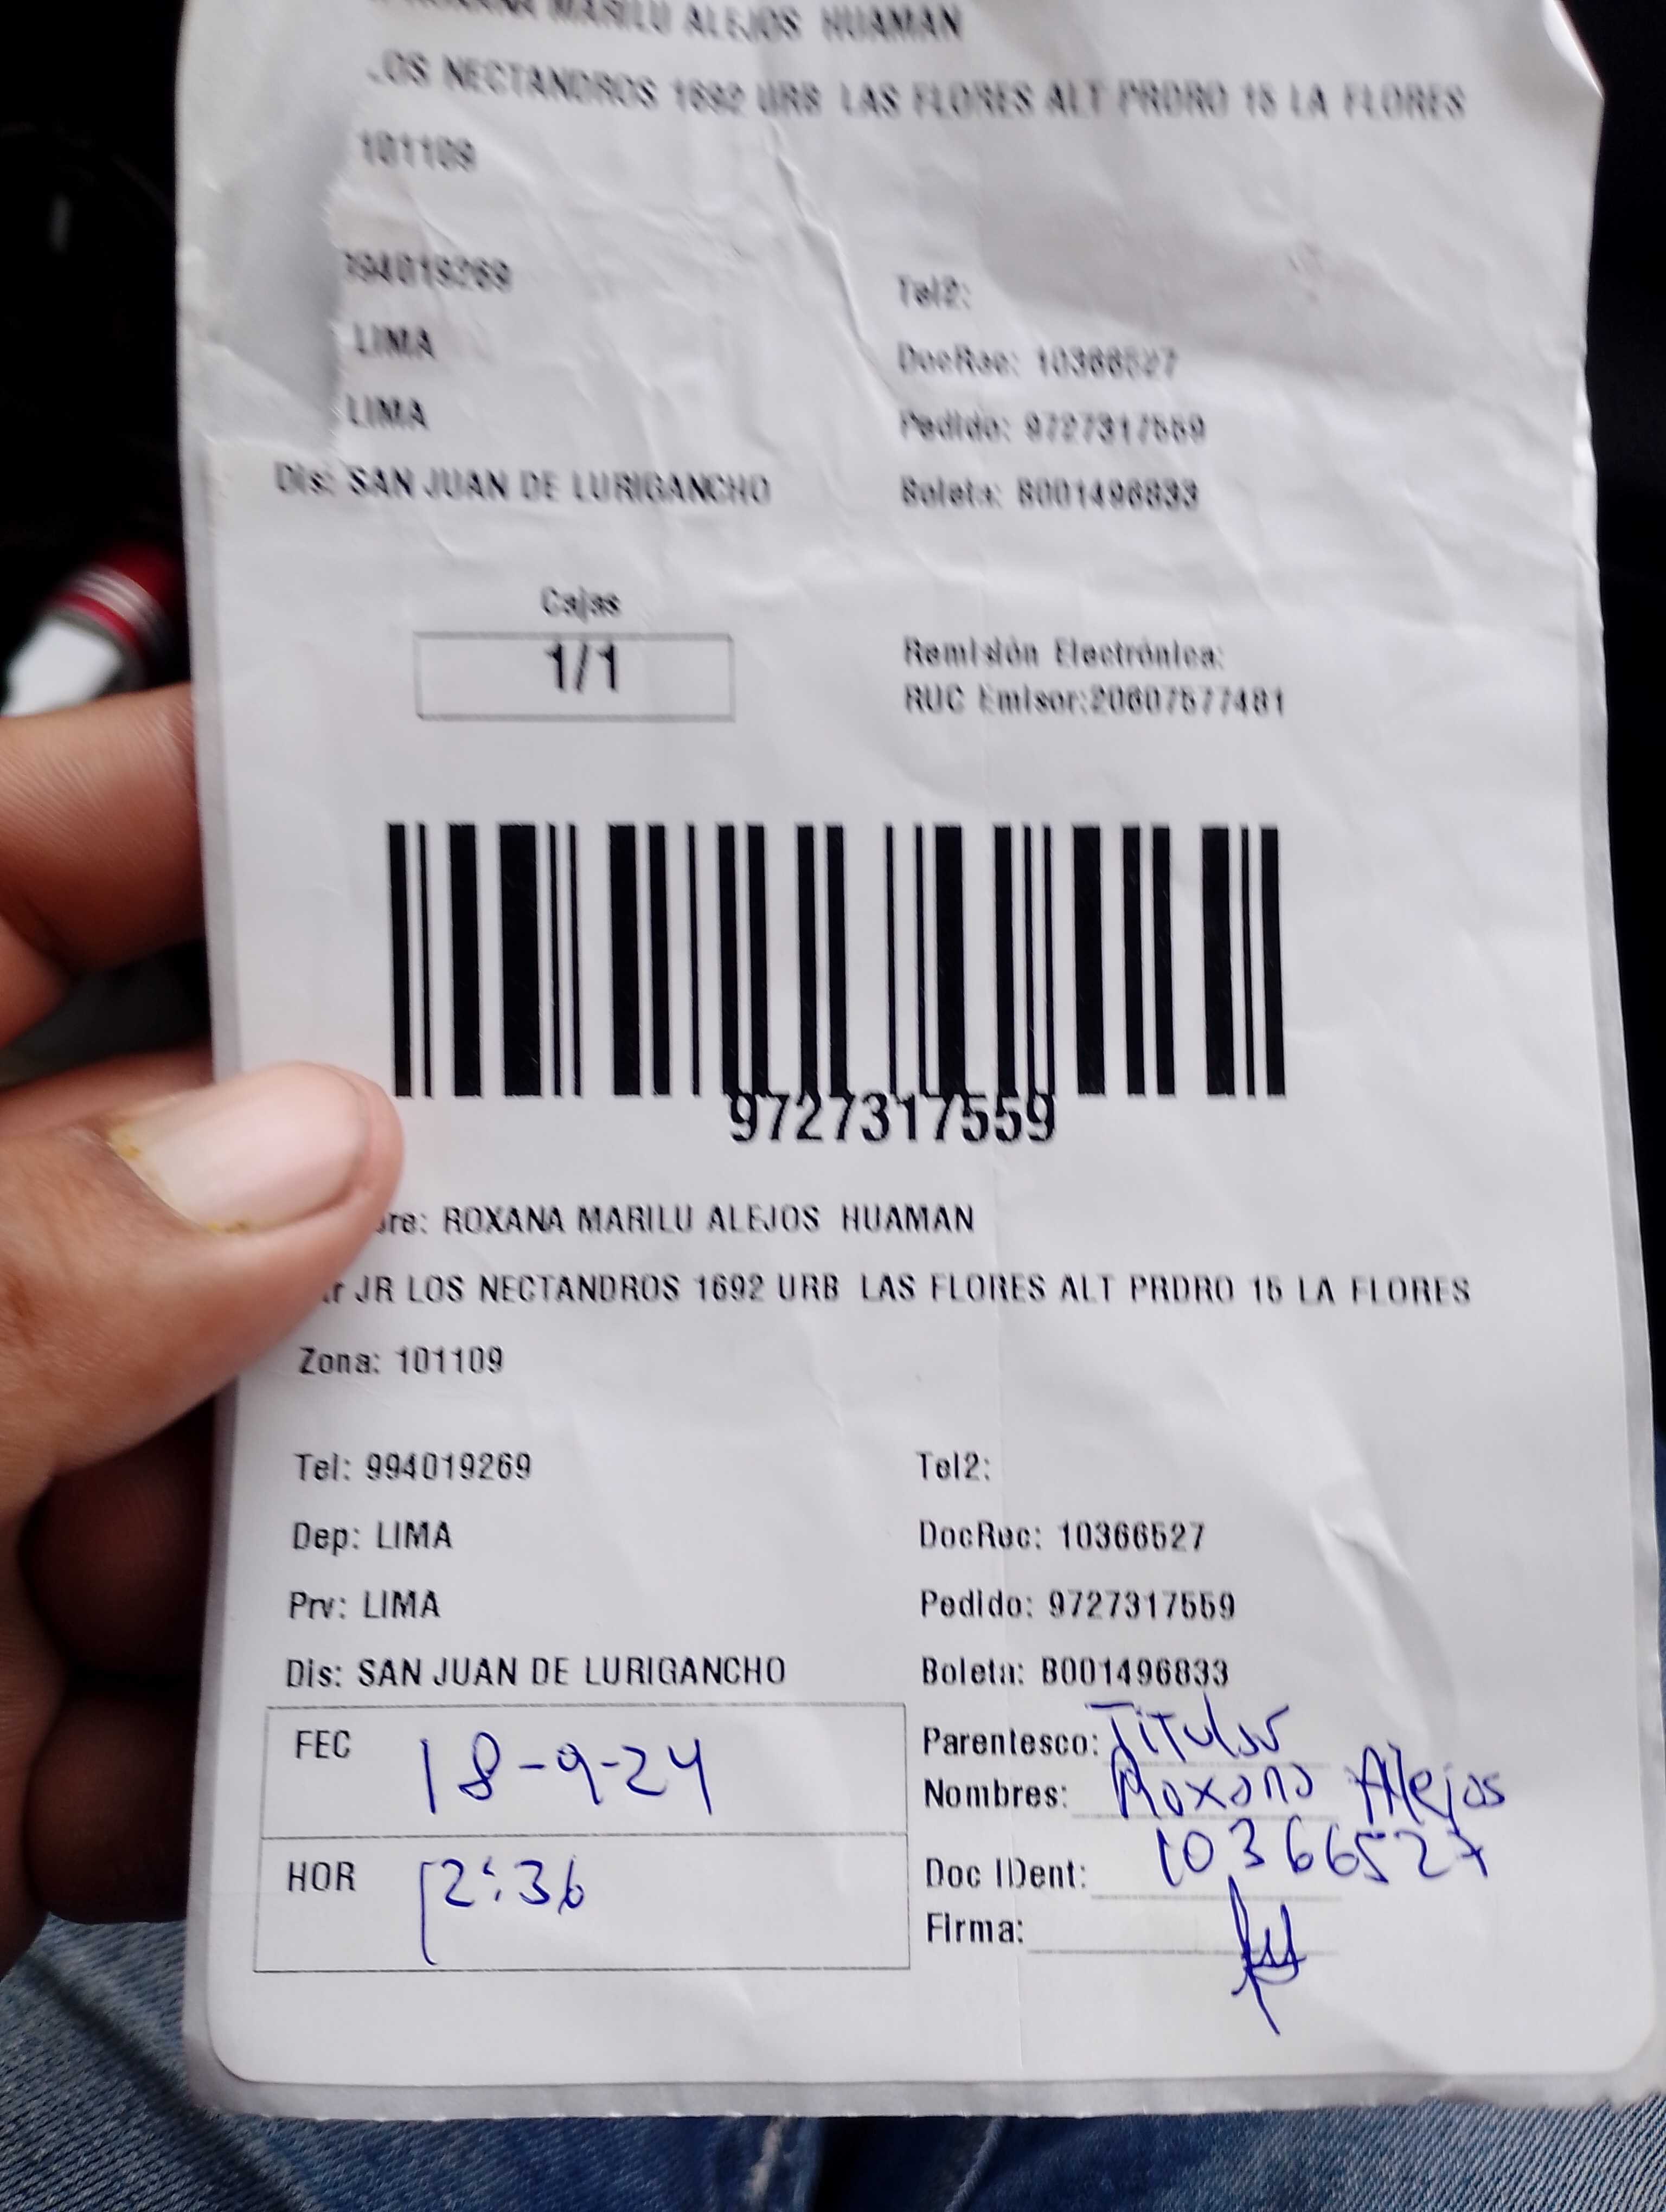 ROXANA MARILU ALEJOS HUAMAN
LOS NECTANDROS 1692 URB LAS FLORES ALT PRDRO 15 LA FLORES
101109
994019269 Tel2:
LIMA DocRec: 10366527
LIMA Pedido: 9727317559
Dis: SAN JUAN DE LURIGANCHO Boleta: B001496833
Cajas
1/1
Remisión Electrónica:
RUC Emisor:20607577481
9727317559
bre: ROXANA MARILU ALEJOS HUAMAN
r JR LOS NECTANDROS 1692 URB LAS FLORES ALT PRDRO 15 LA FLORES
Zona: 101109
Tel: 994019269 Tel2:
Dep: LIMA DocRec: 10366527
Prv: LIMA Pedido: 9727317559
Dis: SAN JUAN DE LURIGANCHO Boleta: B001496833
FEC 18-9-24
Parentesco: Titular
Nombres: Roxana Alejos
HOR 12:36
Doc IDent: 10366527
Firma: